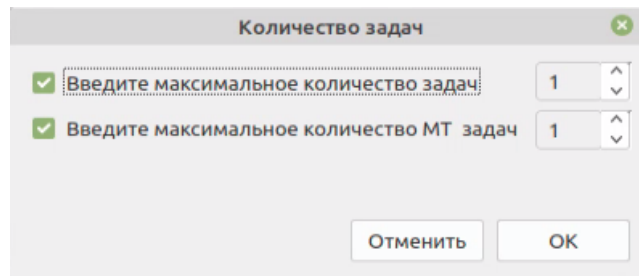 Количество задач
Введите максимальное количество задач 1
Введите максимальное количество МТ задач 1
Отменить OK